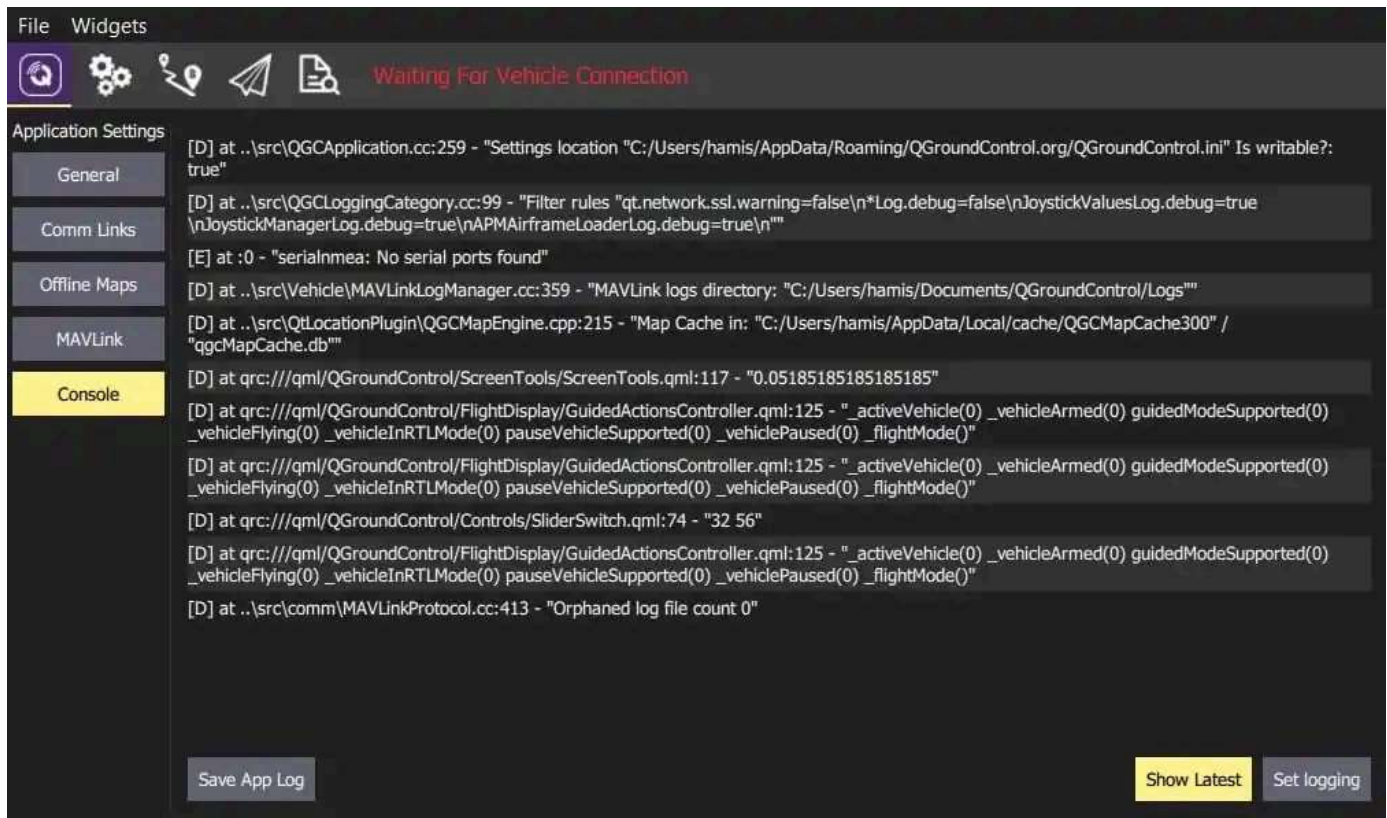 File Widgets
Waiting For Vehicle Connection
Application Settings
General
Comm Links
Offline Maps
MAVLink
Console
[D] at ..\src\QGCApplication.cc:259 - "Settings location "C:/Users/hamis/AppData/Roaming/QGroundControl.org/QGroundControl.ini" Is writable?:
true"
[D] at ..\src\QGCLoggingCategory.cc:99 - "Filter rules "qt.network.ssl.warning=false\n*Log.debug=false\nJoystickValuesLog.debug=true
\nJoystickManagerLog.debug=true\nAPMAirframeLoaderLog.debug=true\n""
[E] at :0 - "serialnmea: No serial ports found"
[D] at ..\src\Vehicle\MAVLinkLogManager.cc:359 - "MAVLink logs directory: "C:/Users/hamis/Documents/QGroundControl/Logs""
[D] at ..\src\QtLocationPlugin\QGCMapEngine.cpp:215 - "Map Cache in: "C:/Users/hamis/AppData/Local/cache/QGCMapCache300" /
"qgcMapCache.db""
[D] at qrc:///qml/QGroundControl/ScreenTools/ScreenTools.qml:117 - "0.05185185185185185"
[D] at qrc:///qml/QGroundControl/FlightDisplay/GuidedActionsController.qml:125 - "_activeVehicle(0) _vehicleArmed(0) guidedModeSupported(0)
_vehicleFlying(0) _vehicleInRTLMode(0) pauseVehicleSupported(0) _vehiclePaused(0) _flightMode()"
[D] at qrc:///qml/QGroundControl/FlightDisplay/GuidedActionsController.qml:125 - "_activeVehicle(0) _vehicleArmed(0) guidedModeSupported(0)
_vehicleFlying(0) _vehicleInRTLMode(0) pauseVehicleSupported(0) _vehiclePaused(0) _flightMode()"
[D] at qrc:///qml/QGroundControl/Controls/SliderSwitch.qml:74 - "32 56"
[D] at qrc:///qml/QGroundControl/FlightDisplay/GuidedActionsController.qml:125 - "_activeVehicle(0) _vehicleArmed(0) guidedModeSupported(0)
_vehicleFlying(0) _vehicleInRTLMode(0) pauseVehicleSupported(0) _vehiclePaused(0) _flightMode()"
[D] at ..\src\comm\MAVLinkProtocol.cc:413 - "Orphaned log file count 0"
Save App Log
Show Latest
Set logging